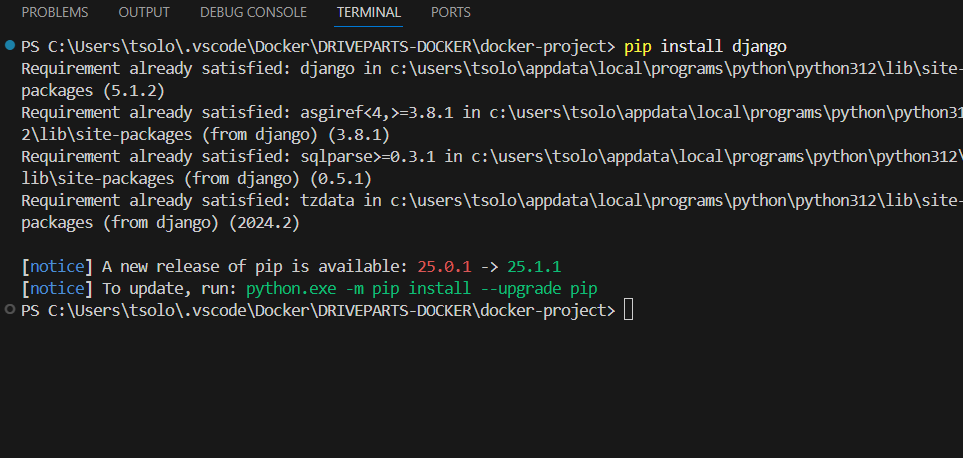 PROBLEMS OUTPUT DEBUG CONSOLE TERMINAL PORTS
PS C:\Users\tsolo\.vscode\Docker\DRIVEPARTS-DOCKER\docker-project> pip install django
Requirement already satisfied: django in c:\users\tsolo\appdata\local\programs\python\python312\lib\site-
packages (5.1.2)
Requirement already satisfied: asgiref<4,>=3.8.1 in c:\users\tsolo\appdata\local\programs\python\python31
2\lib\site-packages (from django) (3.8.1)
Requirement already satisfied: sqlparse>=0.3.1 in c:\users\tsolo\appdata\local\programs\python\python312\
lib\site-packages (from django) (0.5.1)
Requirement already satisfied: tzdata in c:\users\tsolo\appdata\local\programs\python\python312\lib\site-
packages (from django) (2024.2)
[notice] A new release of pip is available: 25.0.1 -> 25.1.1
[notice] To update, run: python.exe -m pip install --upgrade pip
PS C:\Users\tsolo\.vscode\Docker\DRIVEPARTS-DOCKER\docker-project>